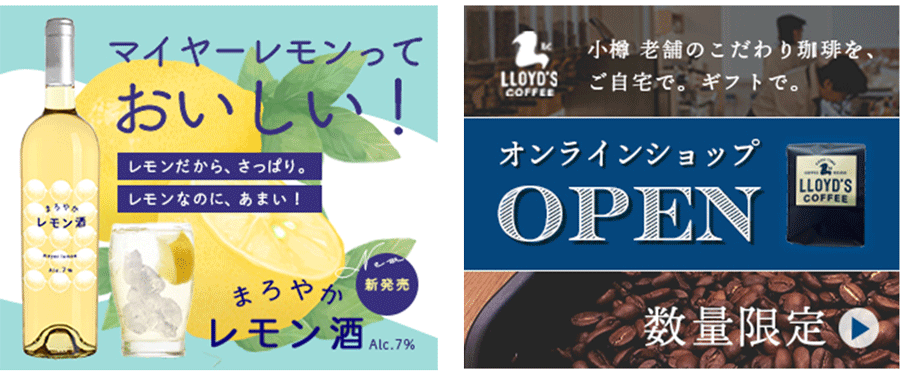 マイヤーレモンって
おいしい！
レモンだから、さっぱり。
レモンなのに、あまい！
まろやか
レモン酒
Mayer lemon
Alc.7%
New
新発売
まろやか
レモン酒 Alc.7%
LLOYD'S
COFFEE
小樽 老舗のこだわり珈琲を、
ご自宅で。ギフトで。
オンラインショップ
OPEN
LLOYD'S
COFFEE
数量限定